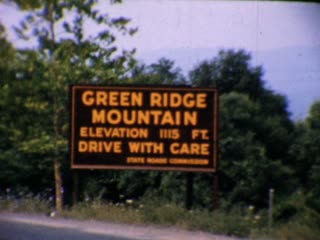 GREEN RIDGE
MOUNTAIN
ELEVATION 1115 FT.
DRIVE WITH CARE
STATE ROADS COMMISSION